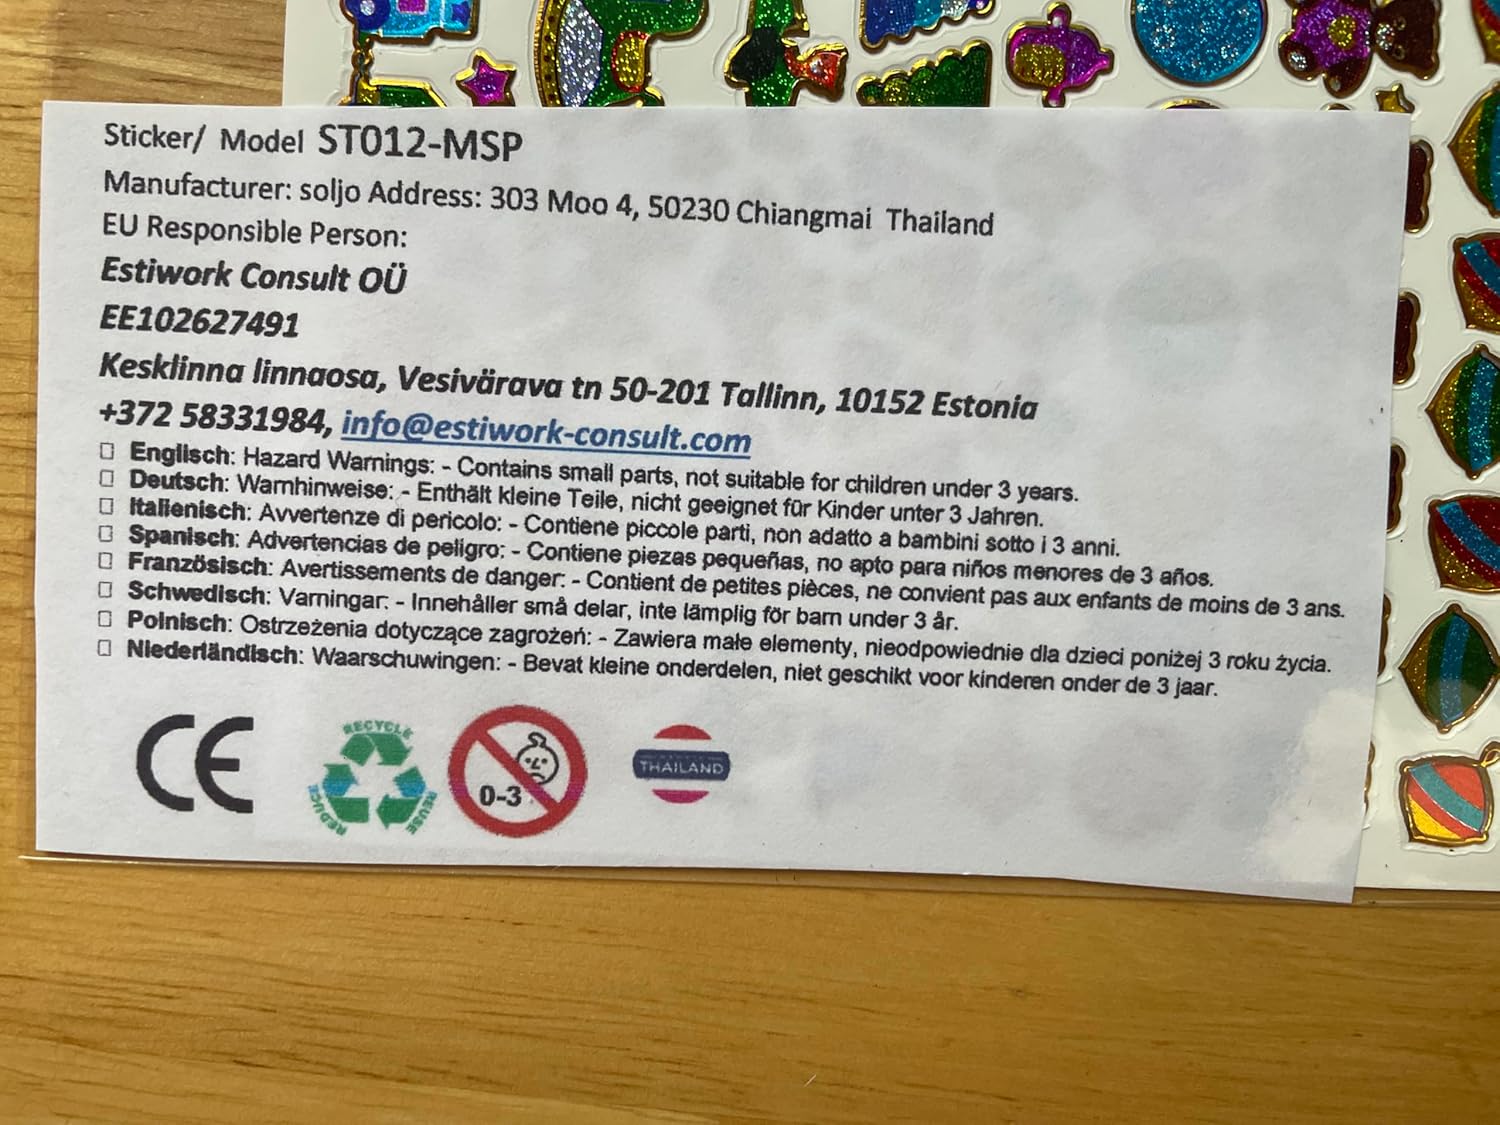 Sticker/ Model ST012-MSP
Manufacturer: soljo Address: 303 Moo 4, 50230 Chiangmai Thailand
EU Responsible Person:
Estiwork Consult OÜ
EE102627491
Kesklinna linnaosa, Vesivärava tn 50-201 Tallinn, 10152 Estonia
+372 58331984, info@estiwork-consult.com
Englisch: Hazard Warnings: - Contains small parts, not suitable for children under 3 years.
Deutsch: Warnhinweise: - Enthält kleine Teile, nicht geeignet für Kinder unter 3 Jahren.
Italienisch: Avvertenze di pericolo: - Contiene piccole parti, non adatto a bambini sotto i 3 anni.
Spanisch: Advertencias de peligro: - Contiene piezas pequeñas, no apto para niños menores de 3 años.
Französisch: Avertissements de danger: - Contient de petites pièces, ne convient pas aux enfants de moins de 3 ans.
Schwedisch: Varningar: - Innehåller små delar, inte lämplig för barn under 3 år.
Polnisch: Ostrzeżenia dotyczące zagrożeń: - Zawiera małe elementy, nieodpowiednie dla dzieci poniżej 3 roku życia.
Niederländisch: Waarschuwingen: - Bevat kleine onderdelen, niet geschikt voor kinderen onder de 3 jaar.
CE
RECYCLE
REDUCE
REUSE
0-3
THAILAND